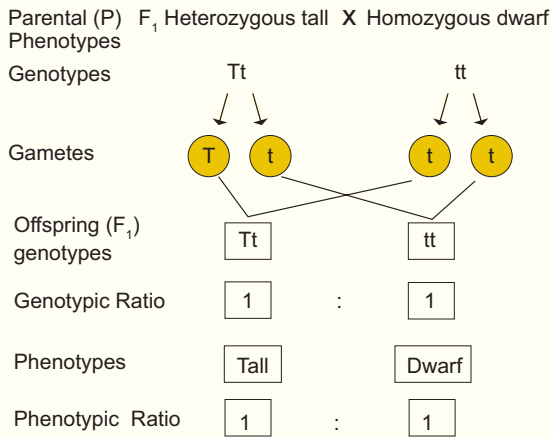 Parental (P) F₁ Heterozygous tall X Homozygous dwarf
Phenotypes
Genotypes Tt tt
Gametes T t t t
Offspring (F₁)
genotypes Tt tt
Genotypic Ratio 1 : 1
Phenotypes Tall Dwarf
Phenotypic Ratio 1 : 1